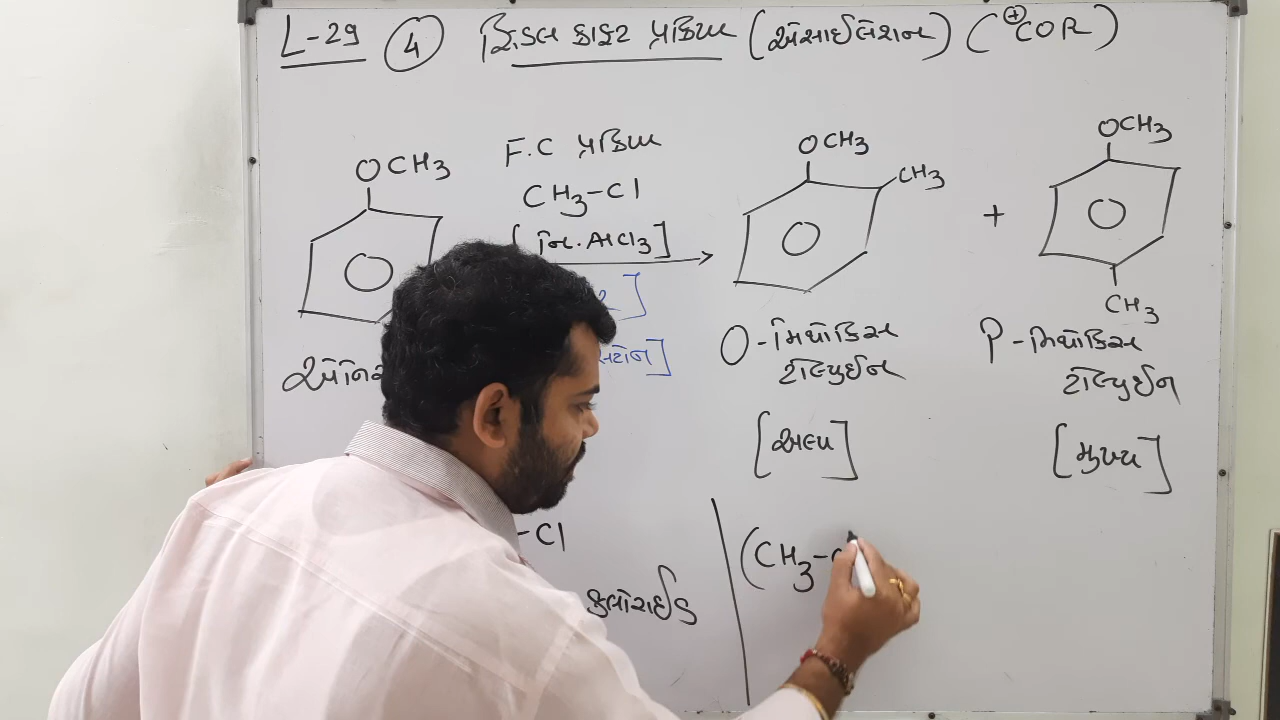 L-29 ④ ફ્રિડલ ક્રાફ્ટ પ્રક્રિયા (એસાઈલેશન) (⊕COR)
OCH3
F.C પ્રક્રિયા
CH3-Cl
[નિ.AlCl3]
OCH3
CH3
+
OCH3
CH3
O-મિથોક્સિ
ટોલ્યુઈન
[અલ્પ]
P-મિથોક્સિ
ટોલ્યુઈન
[મુખ્ય]
-Cl
ક્લોરાઈડ
(CH3-C